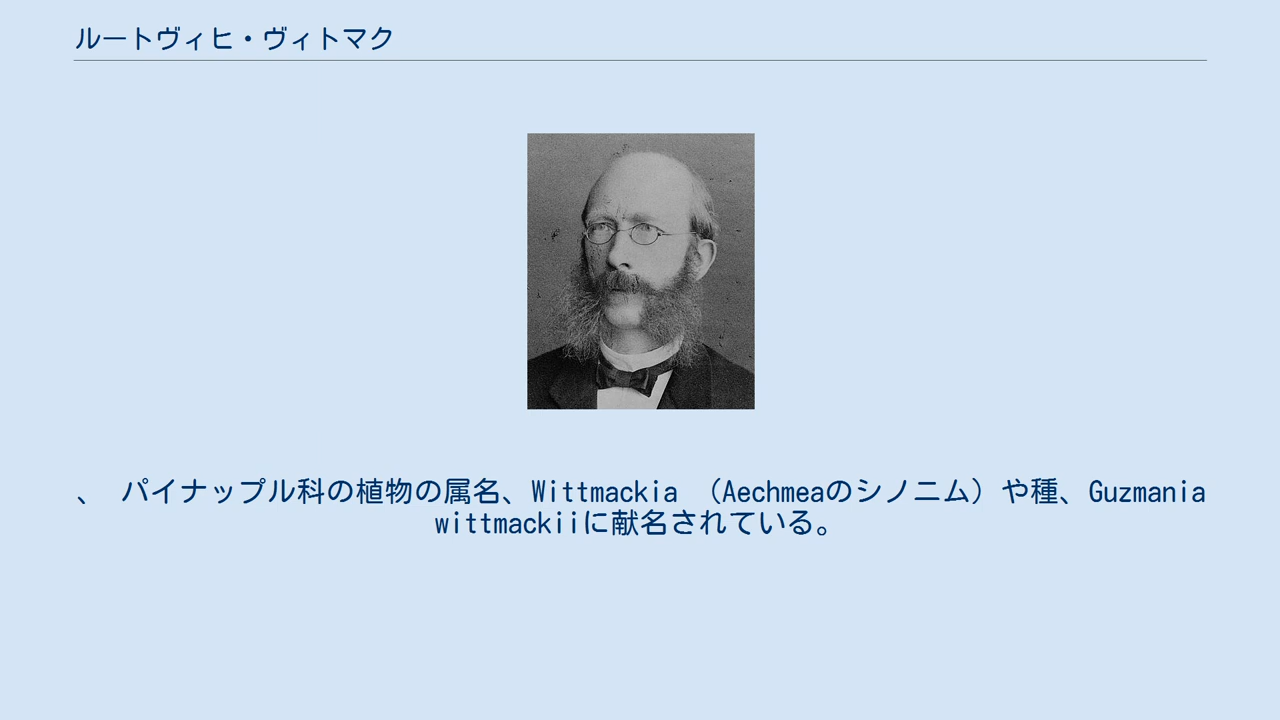 ルートヴィヒ・ヴィトマク
、 パイナップル科の植物の属名、Wittmackia （Aechmeaのシノニム）や種、Guzmania
wittmackiiに献名されている。